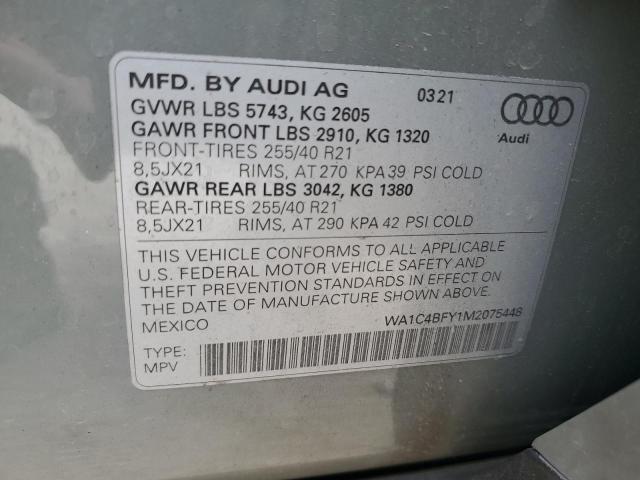 MFD. BY AUDI AG 03 21
GVWR LBS 5743, KG 2605
GAWR FRONT LBS 2910, KG 1320
Audi
FRONT-TIRES 255/40 R21
8,5JX21 RIMS, AT 270 KPA 39 PSI COLD
GAWR REAR LBS 3042, KG 1380
REAR-TIRES 255/40 R21
8,5JX21 RIMS, AT 290 KPA 42 PSI COLD
THIS VEHICLE CONFORMS TO ALL APPLICABLE
U.S. FEDERAL MOTOR VEHICLE SAFETY AND
THEFT PREVENTION STANDARDS IN EFFECT ON
THE DATE OF MANUFACTURE SHOWN ABOVE.
MEXICO WA1C4BFY1M2075448
TYPE:
MPV